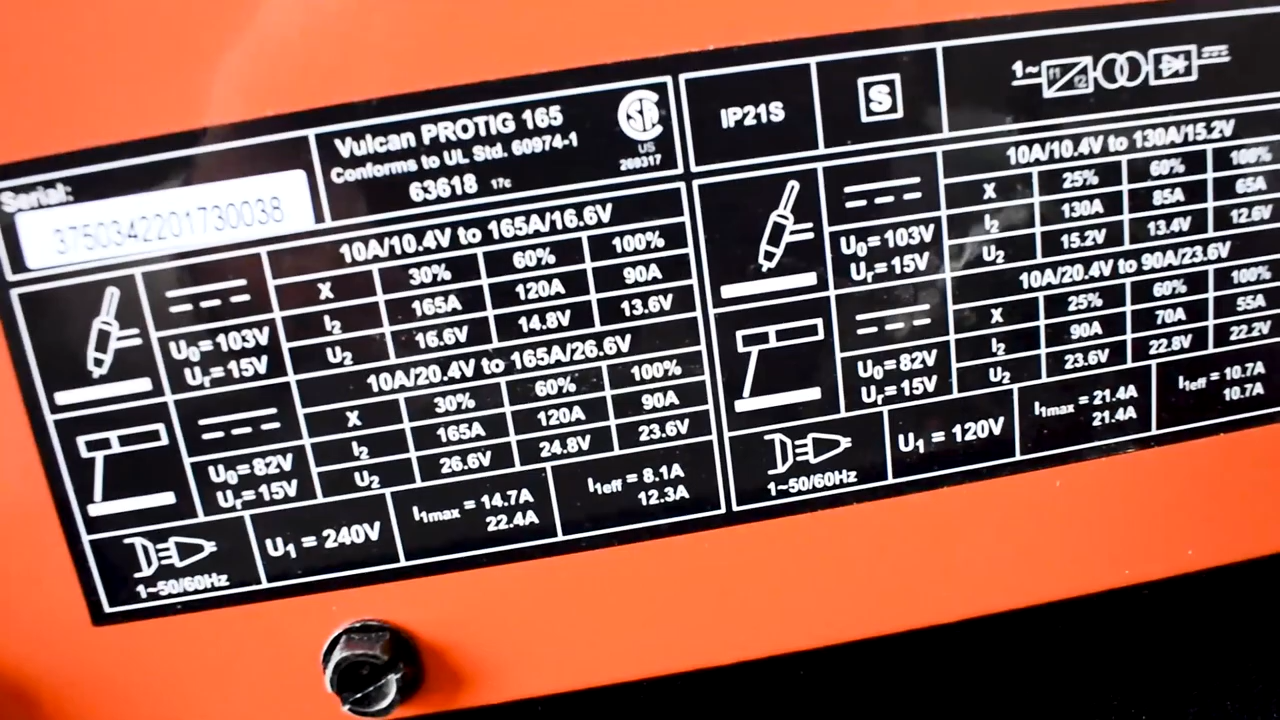 Serial:
3750342201730038
Vulcan PROTIG 165
Conforms to UL Std. 60974-1
63618 17c
US
269317
10A/10.4V to 165A/16.6V
X 30% 60% 100%
I2 165A 120A 90A
U2 16.6V 14.8V 13.6V
U0=103V
Ur=15V
10A/20.4V to 165A/26.6V
X 30% 60% 100%
I2 165A 120A 90A
U2 26.6V 24.8V 23.6V
U0=82V
Ur=15V
1~50/60Hz
U1 = 240V
I1max = 14.7A
22.4A
I1eff = 8.1A
12.3A
IP21S
S
1~ f1 f2
10A/10.4V to 130A/15.2V
X 25% 60% 100%
I2 130A 85A 65A
U2 15.2V 13.4V 12.6V
U0=103V
Ur=15V
10A/20.4V to 90A/23.6V
X 25% 60% 100%
I2 90A 70A 55A
U2 23.6V 22.8V 22.2V
U0=82V
Ur=15V
1~50/60Hz
U1 = 120V
I1max = 21.4A
21.4A
I1eff = 10.7A
10.7A